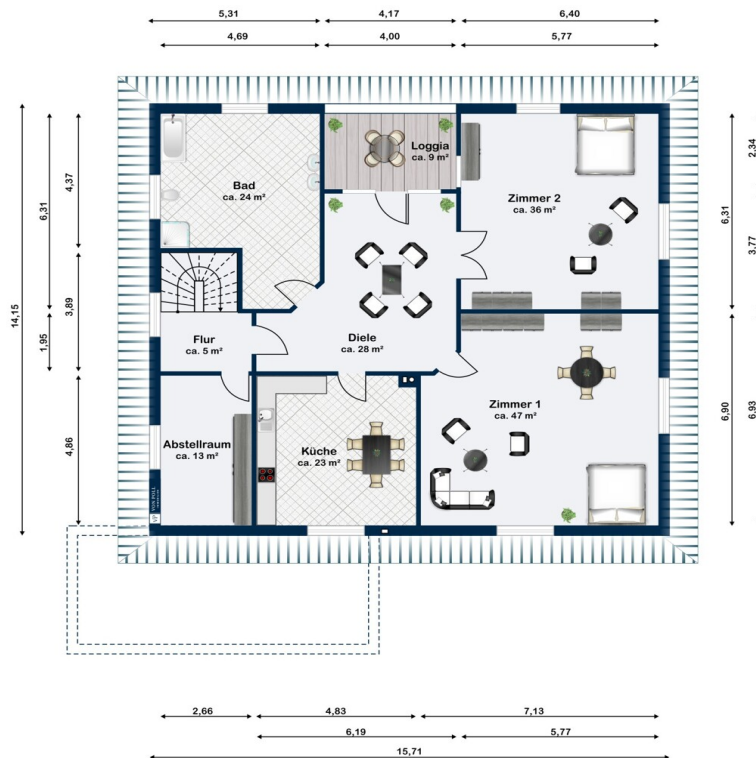 5,31
4,17
6,40
4,69
4,00
5,77
14,15
6,31
1,95
4,37
3,89
4,86
2,34
6,31
3,77
6,90
6,93
Bad
ca. 24 m²
Loggia
ca. 9 m²
Zimmer 2
ca. 36 m²
Flur
ca. 5 m²
Diele
ca. 28 m²
Zimmer 1
ca. 47 m²
Abstellraum
ca. 13 m²
Küche
ca. 23 m²
VP
VON POLL
2,66
4,83
7,13
6,19
5,77
15,71